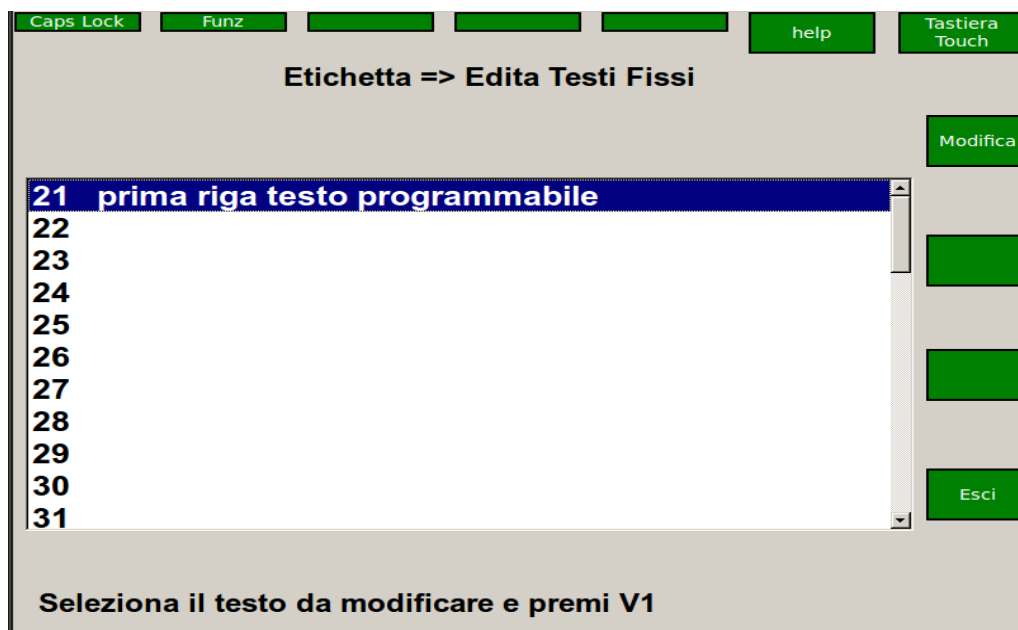 Caps Lock Funz help Tastiera Touch
Etichetta => Edita Testi Fissi
Modifica
21 prima riga testo programmabile
22
23
24
25
26
27
28
29
30
31
Esci
Seleziona il testo da modificare e premi V1